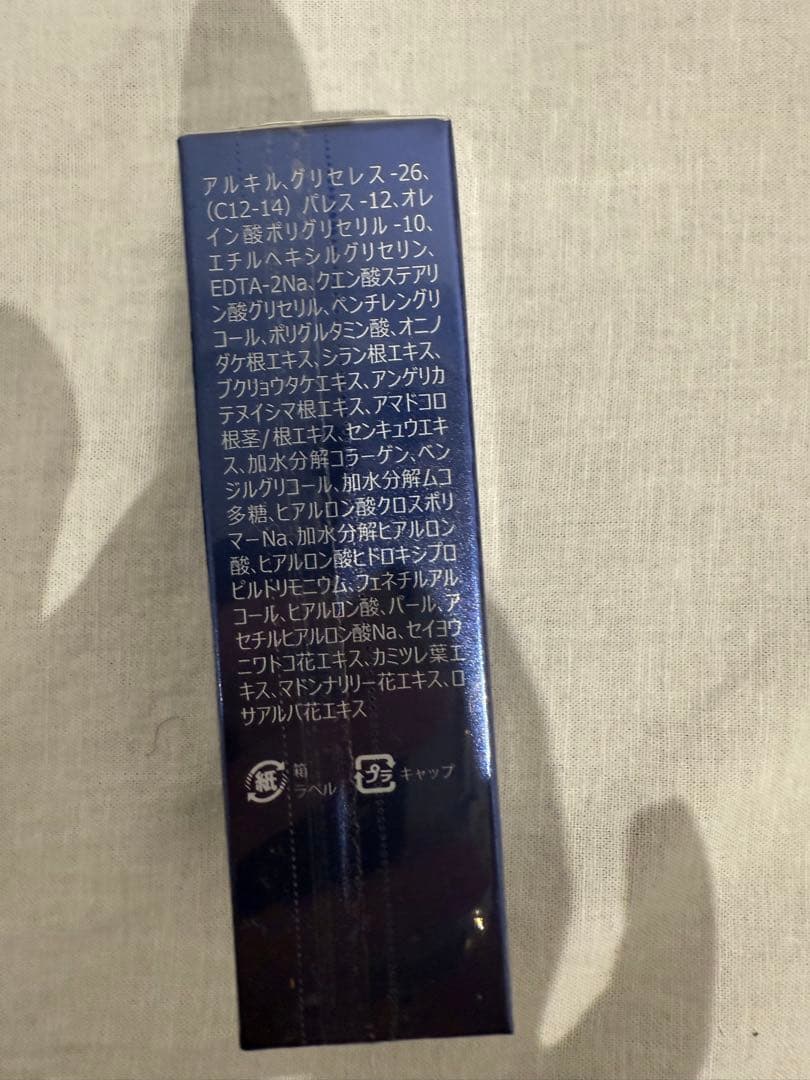 アルキル、グリセレス-26、
(C12-14) パレス-12、オレ
イン酸ポリグリセリル-10、
エチルヘキシルグリセリン、
EDTA-2Na、クエン酸ステアリ
ン酸グリセリル、ペンチレングリ
コール、ポリグルタミン酸、オニノ
ダケ根エキス、シラン根エキス、
ブクリョウタケエキス、アンゲリカ
テヌイシマ根エキス、アマドコロ
根茎/根エキス、センキュウエキ
ス、加水分解コラーゲン、ベン
ジルグリコール、加水分解ムコ
多糖、ヒアルロン酸クロスポリ
マーNa、加水分解ヒアルロン
酸、ヒアルロン酸ヒドロキシプロ
ピルトリモニウム、フェネチルアル
コール、ヒアルロン酸、パール、ア
セチルヒアルロン酸Na、セイヨウ
ニワトコ花エキス、カミツレ葉エ
キス、マドンナリリー花エキス、ロ
サアルバ花エキス
紙 箱
ラベル
プラ キャップ